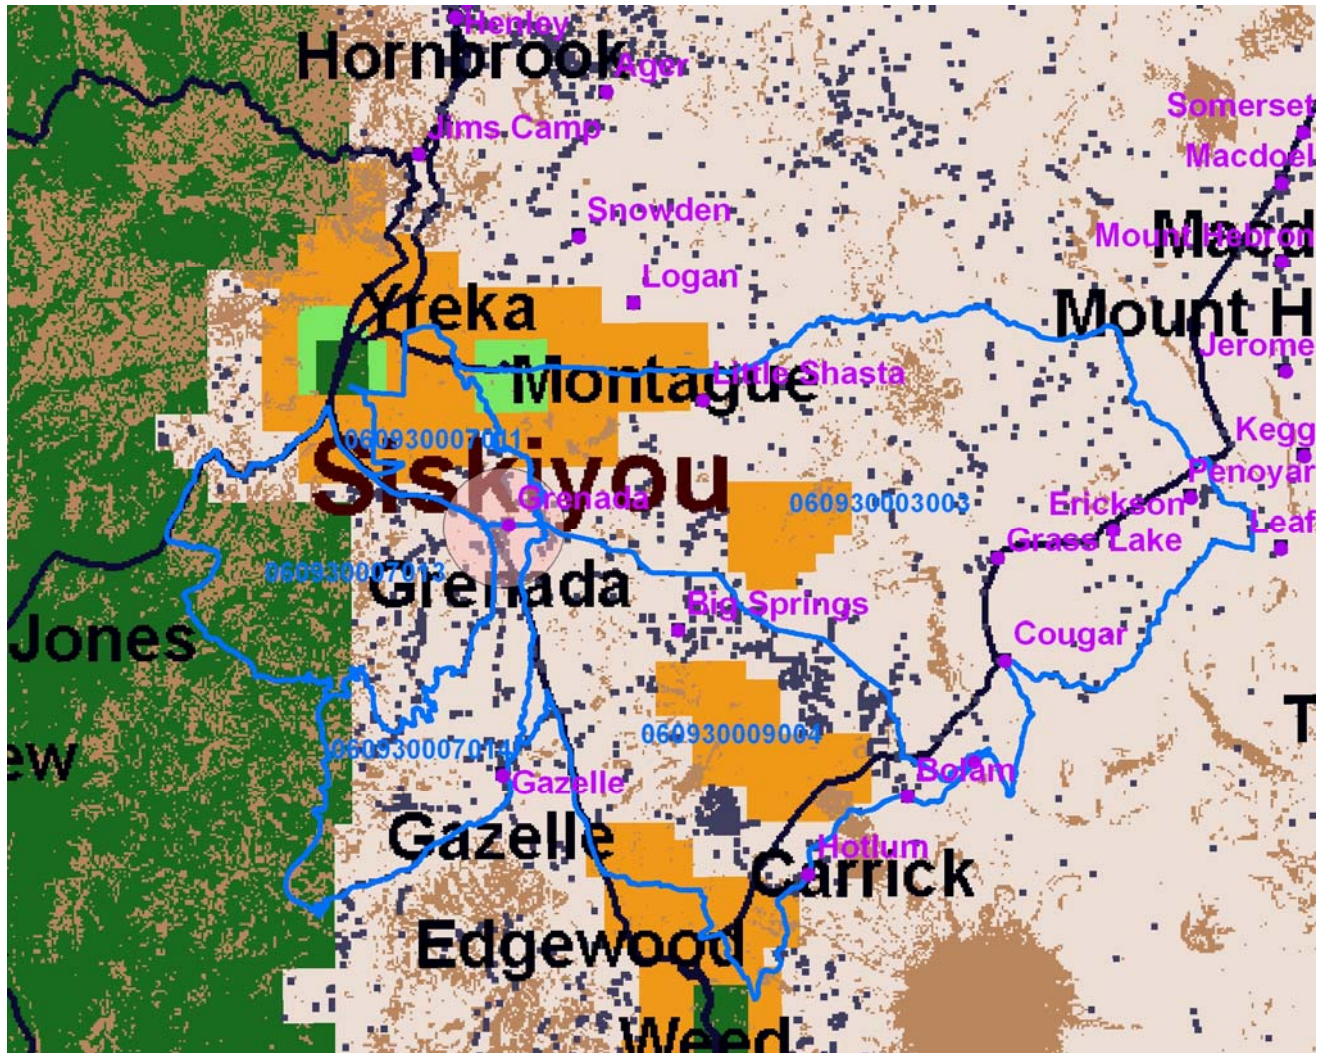 Henley
Hornbrook
Ager
Somerset
Jims Camp
Macdoel
Snowden
Macd
Mount Hebron
Logan
Yreka
Mount H
Jerome
Montague
Little Shasta
Kegg
060930007011
Siskiyou
Penoyar
Grenada
060930003003
Erickson
Leaf
Grass Lake
060930007013
Grenada
Big Springs
Jones
Cougar
T
060930009004
ew
Bolam
Gazelle
Gazelle
Hotlum
Carrick
Edgewood
Weed